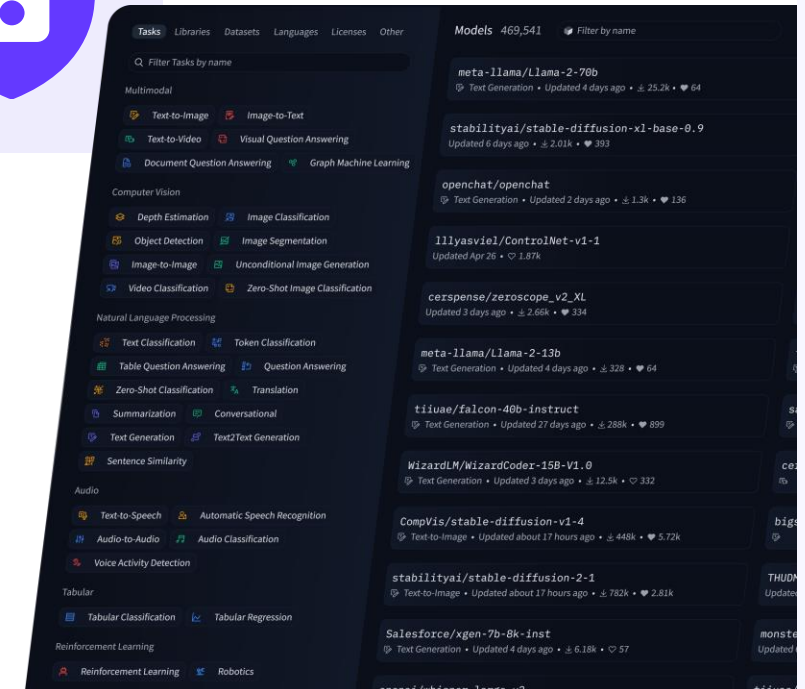 Tasks Libraries Datasets Languages Licenses Other
Filter Tasks by name
Multimodal
Text-to-Image Image-to-Text
Text-to-Video Visual Question Answering
Document Question Answering Graph Machine Learning
Computer Vision
Depth Estimation Image Classification
Object Detection Image Segmentation
Image-to-Image Unconditional Image Generation
Video Classification Zero-Shot Image Classification
Natural Language Processing
Text Classification Token Classification
Table Question Answering Question Answering
Zero-Shot Classification Translation
Summarization Conversational
Text Generation Text2Text Generation
Sentence Similarity
Audio
Text-to-Speech Automatic Speech Recognition
Audio-to-Audio Audio Classification
Voice Activity Detection
Tabular
Tabular Classification Tabular Regression
Reinforcement Learning
Reinforcement Learning Robotics
Models 469,541 Filter by name
meta-llama/Llama-2-70b
Text Generation • Updated 4 days ago • 25.2k • 64
stabilityai/stable-diffusion-xl-base-0.9
Updated 6 days ago • 2.01k • 393
openchat/openchat
Text Generation • Updated 2 days ago • 1.3k • 136
lllyasviel/ControlNet-v1-1
Updated Apr 26 • 1.87k
cerspense/zeroscope_v2_XL
Updated 3 days ago • 2.66k • 334
meta-llama/Llama-2-13b
Text Generation • Updated 4 days ago • 328 • 64
tiiuae/falcon-40b-instruct
Text Generation • Updated 27 days ago • 288k • 899
WizardLM/WizardCoder-15B-V1.0
Text Generation • Updated 3 days ago • 12.5k • 332
CompVis/stable-diffusion-v1-4
Text-to-Image • Updated about 17 hours ago • 448k • 5.72k
stabilityai/stable-diffusion-2-1
Text-to-Image • Updated about 17 hours ago • 782k • 2.81k
Salesforce/xgen-7b-8k-inst
Text Generation • Updated 4 days ago • 6.18k • 57
bigs
THUDM
Updated
monste
Updated